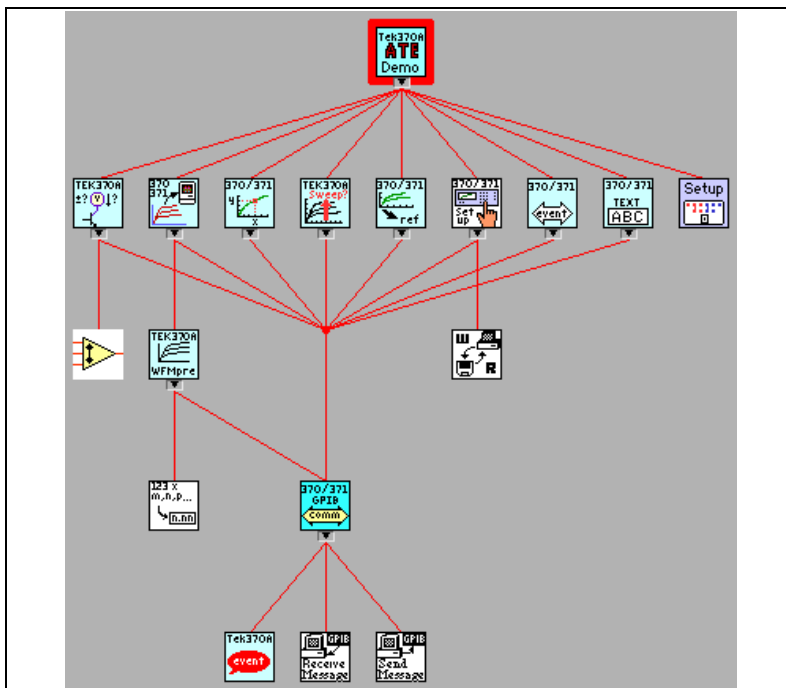 Tek370A
ATE
Demo
TEK370A
±? V ↓?
370
371
370/371
y
x
TEK370A
Sweep?
370/371
ref
370/371
Set
up
370/371
event
370/371
TEXT
ABC
Setup
TEK370A
WFMpre
W
R
123 x
m,n,p...
n.nn
370/371
GPIB
comm
Tek370A
event
GPIB
Receive
Message
GPIB
Send
Message